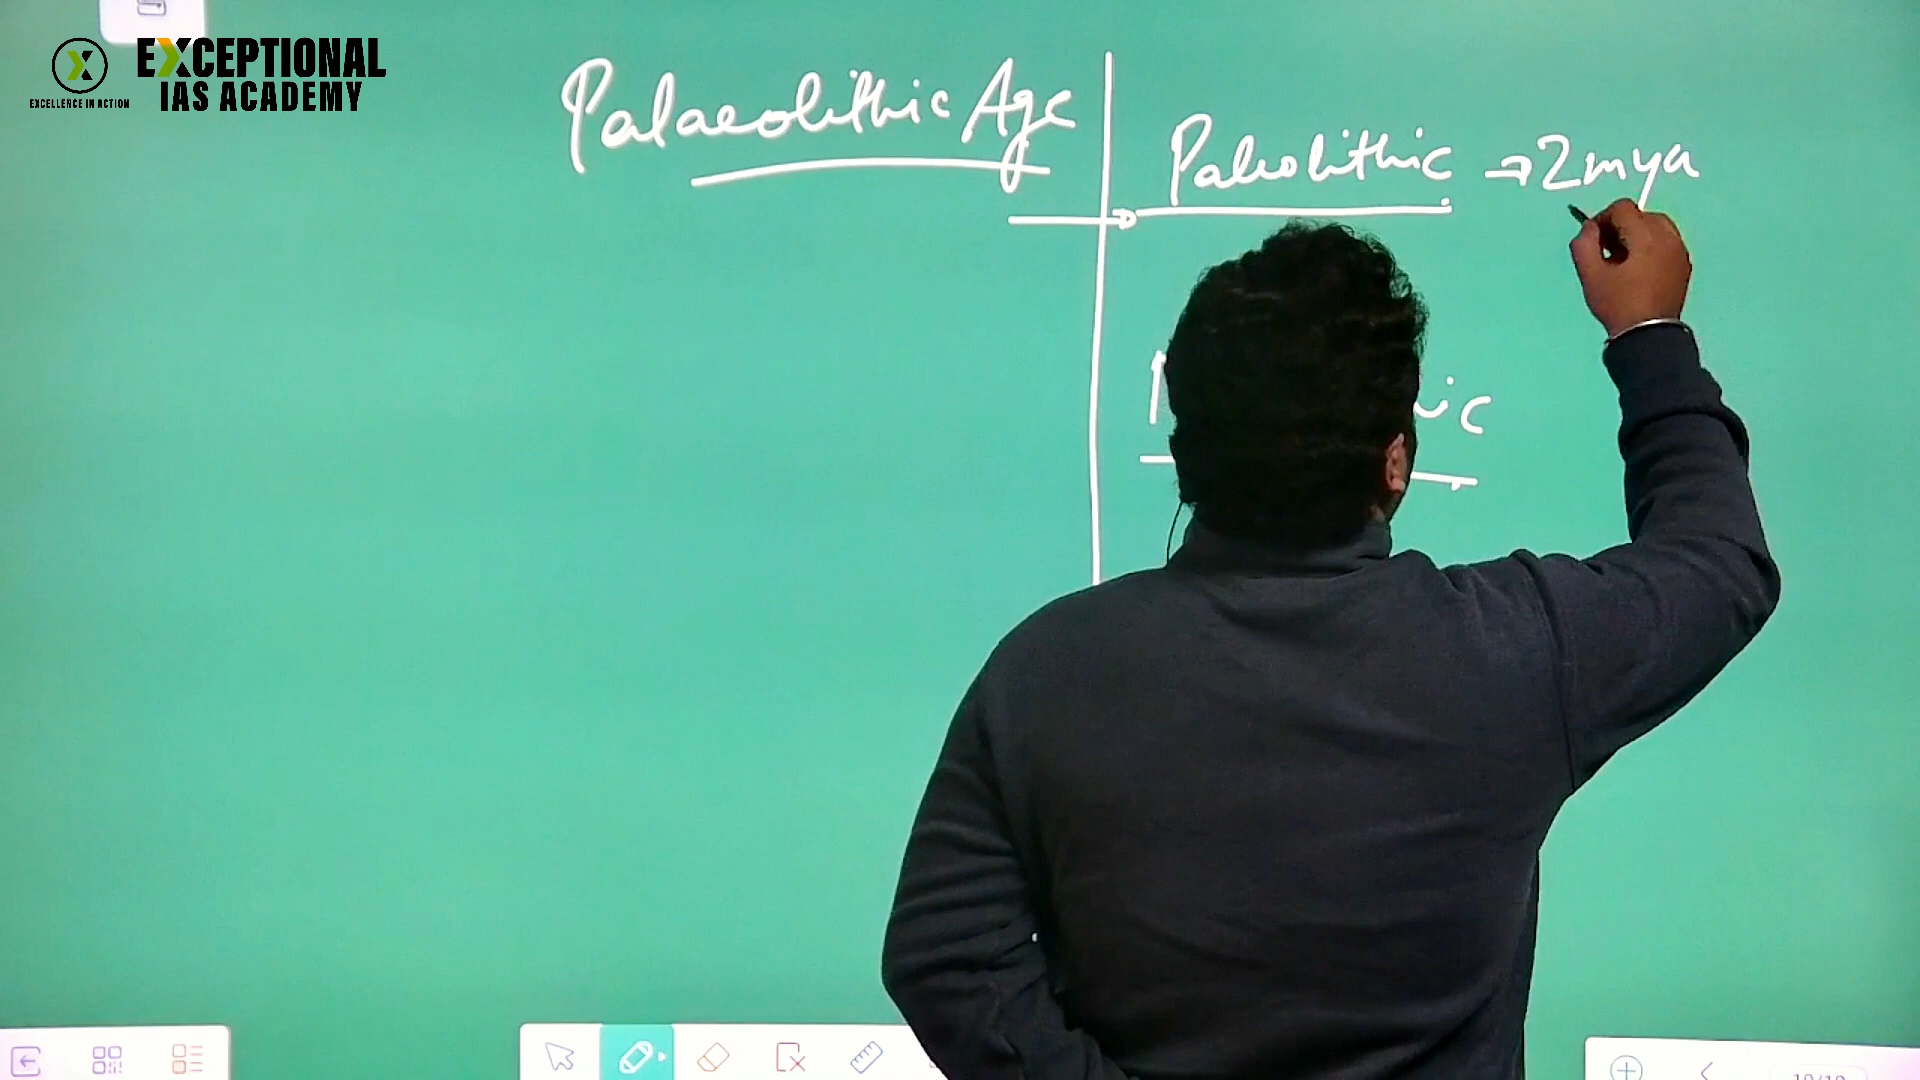 EXCEPTIONAL
IAS ACADEMY
EXCELLENCE IN ACTION
Palaeolithic Age
Paleolithic → 2mya